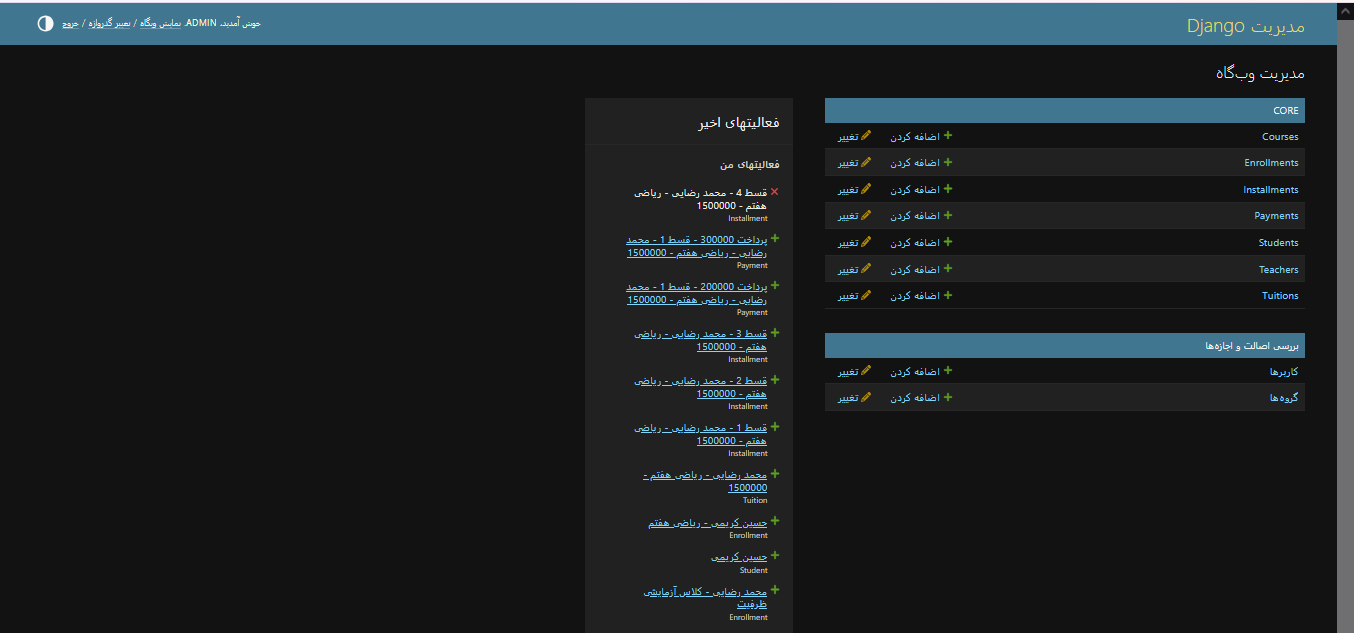 مدیریت Django
خوش آمدید، ADMIN. نمایش وبگاه / تغییر گذرواژه / خروج
مدیریت وب‌گاه
CORE
Courses اضافه کردن تغییر
Enrollments اضافه کردن تغییر
Installments اضافه کردن تغییر
Payments اضافه کردن تغییر
Students اضافه کردن تغییر
Teachers اضافه کردن تغییر
Tuitions اضافه کردن تغییر
بررسی اصالت و اجازه‌ها
کاربرها اضافه کردن تغییر
گروه‌ها اضافه کردن تغییر
فعالیتهای اخیر
فعالیتهای من
قسط 4 - محمد رضایی - ریاضی
هفتم - 1500000
Installment
پرداخت 300000 - قسط 1 - محمد
رضایی - ریاضی هفتم - 1500000
Payment
پرداخت 200000 - قسط 1 - محمد
رضایی - ریاضی هفتم - 1500000
Payment
قسط 3 - محمد رضایی - ریاضی
هفتم - 1500000
Installment
قسط 2 - محمد رضایی - ریاضی
هفتم - 1500000
Installment
قسط 1 - محمد رضایی - ریاضی
هفتم - 1500000
Installment
محمد رضایی - ریاضی هفتم -
1500000
Tuition
حسین کریمی - ریاضی هفتم
Enrollment
حسین کریمی
Student
محمد رضایی - کلاس آزمایشی
ظرفیت
Enrollment